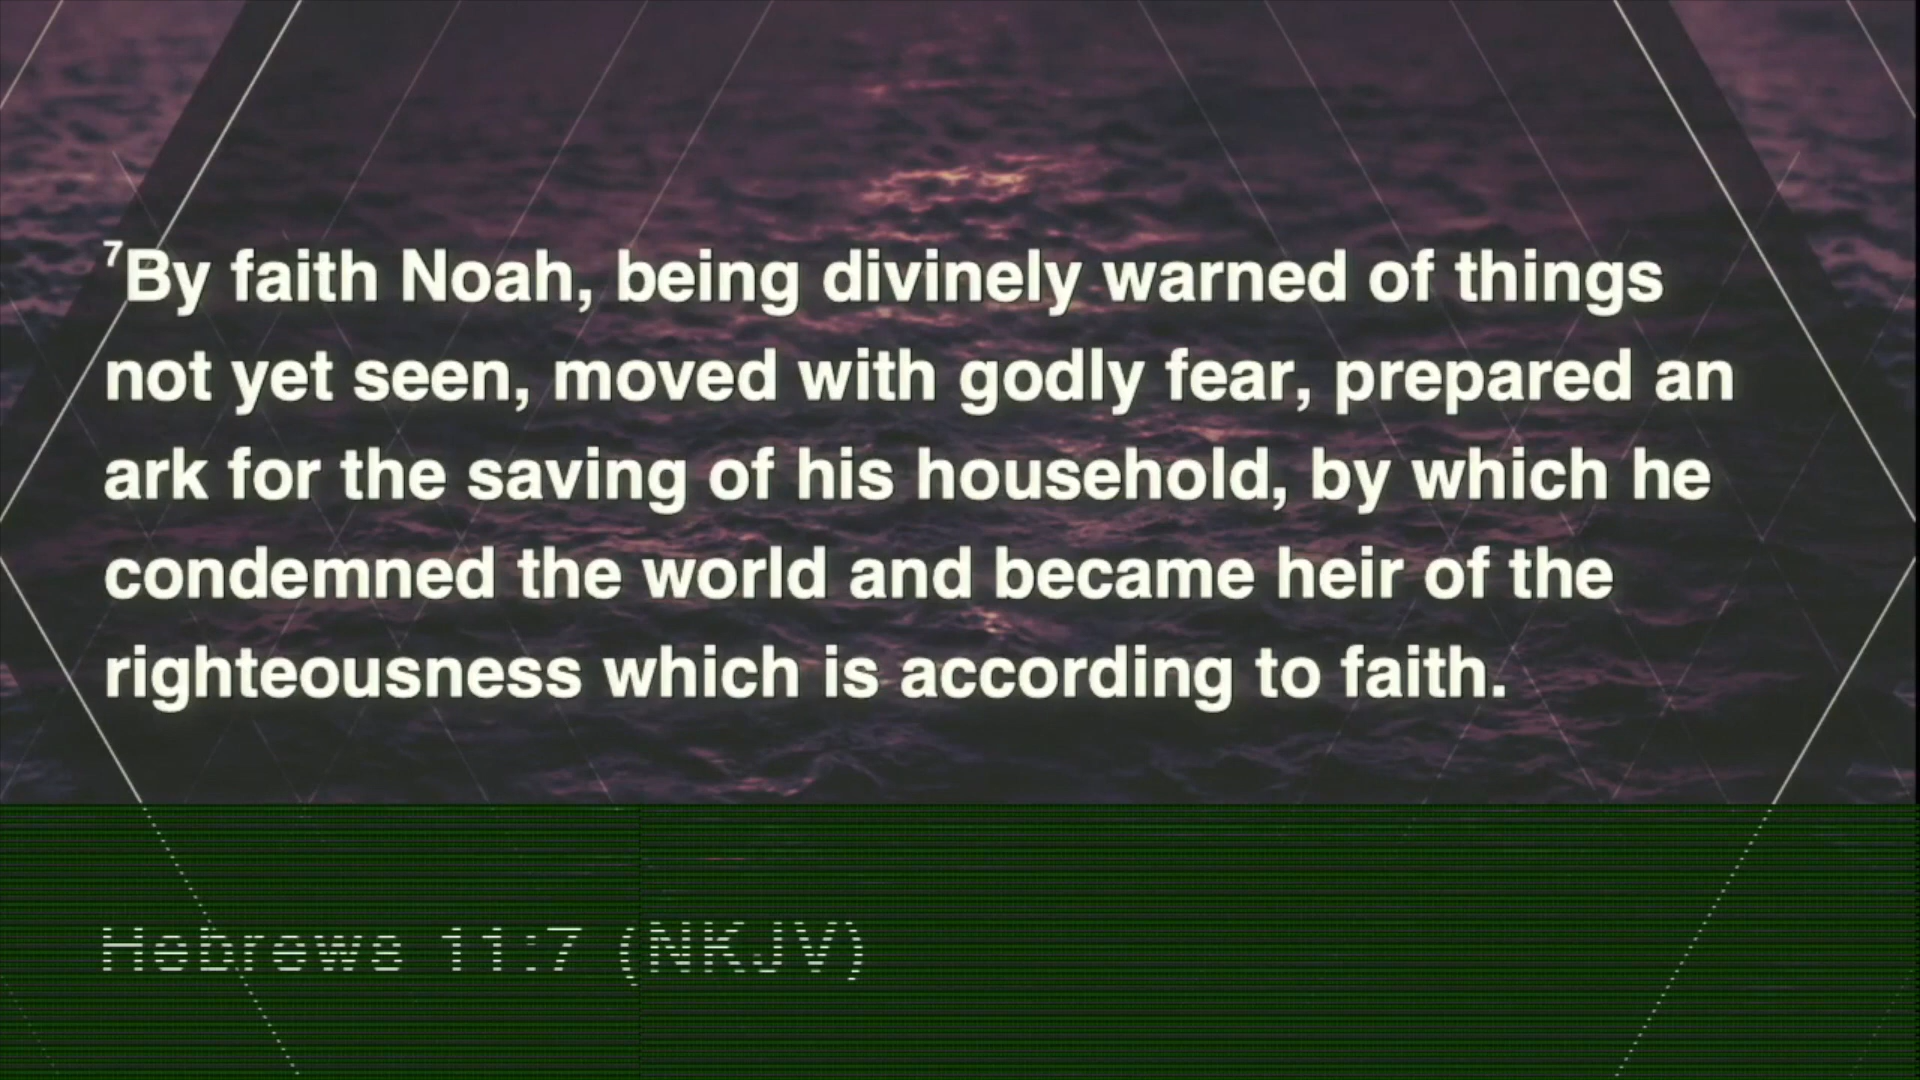 ⁷By faith Noah, being divinely warned of things
not yet seen, moved with godly fear, prepared an
ark for the saving of his household, by which he
condemned the world and became heir of the
righteousness which is according to faith.
Hebrews 11:7 (NKJV)